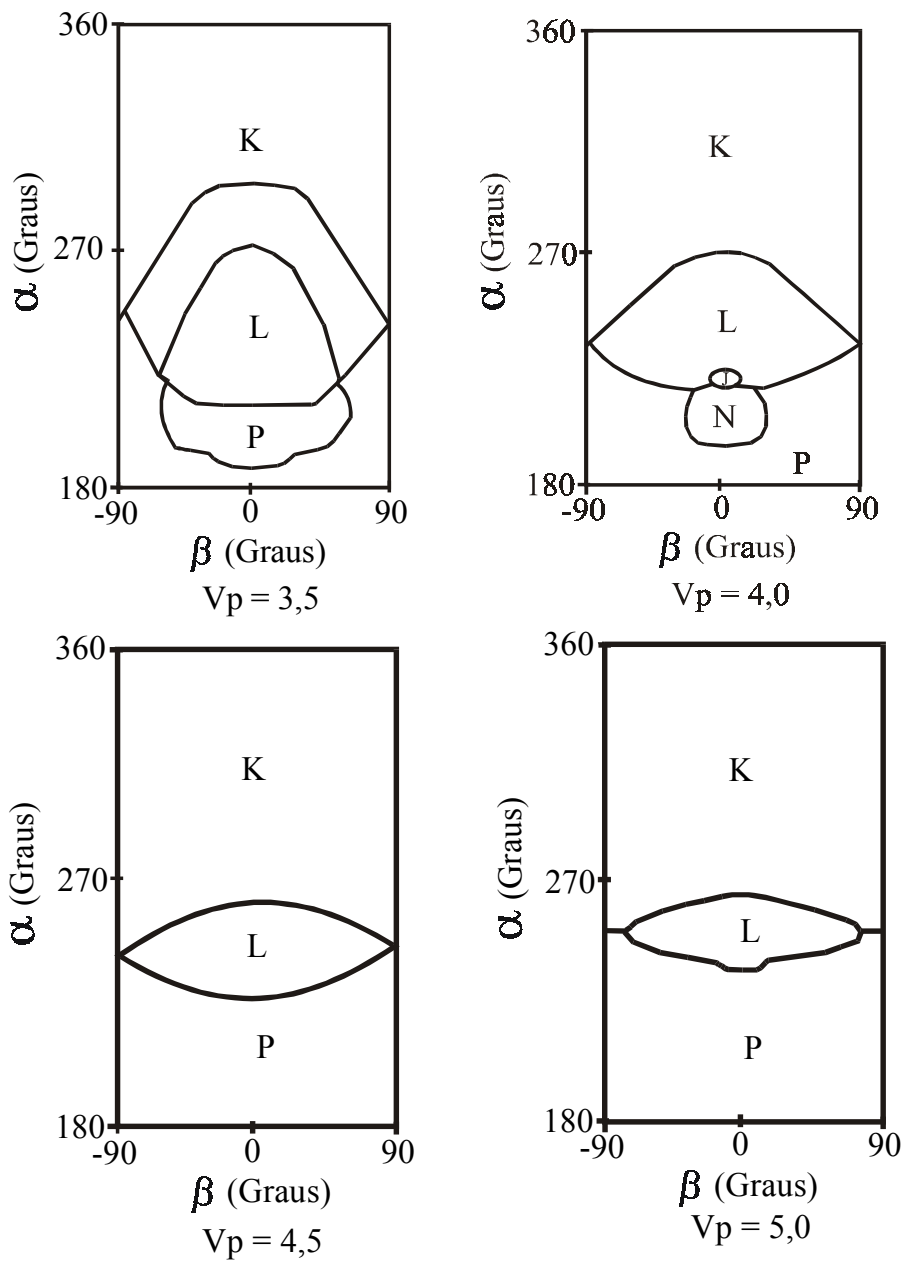 360
K
α (Graus)
270
L
P
180
-90 0 90
β (Graus)
Vp = 3,5
360
K
α (Graus)
270
L
J
N
P
180
-90 0 90
β (Graus)
Vp = 4,0
360
K
α (Graus)
270
L
P
180
-90 0 90
β (Graus)
Vp = 4,5
360
K
α (Graus)
270
L
P
180
-90 0 90
β (Graus)
Vp = 5,0